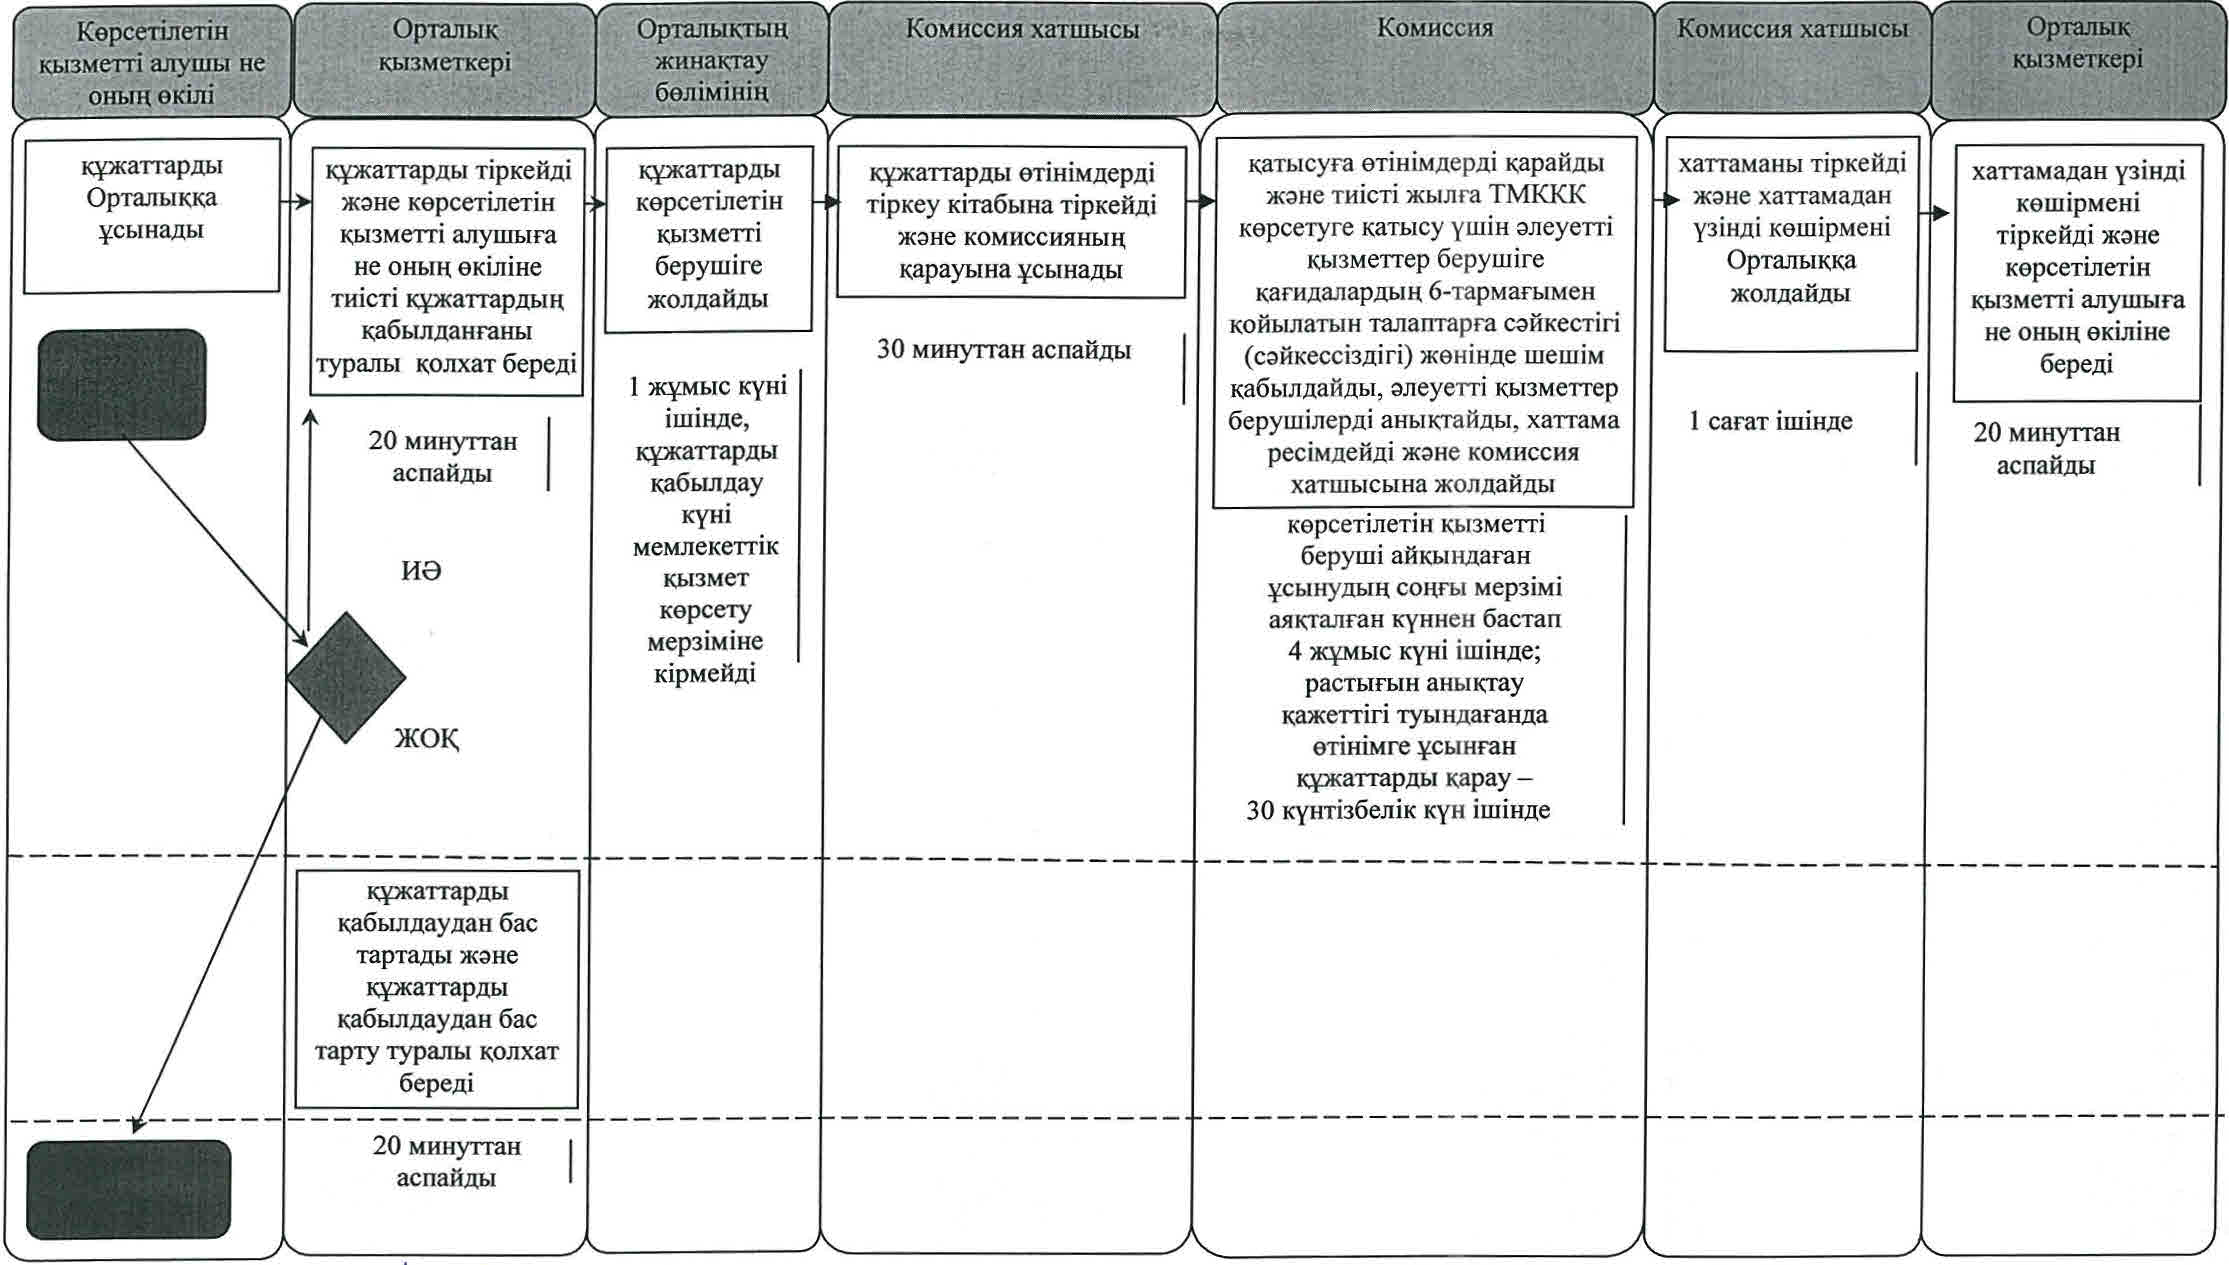 Көрсетілетін
қызметті алушы не
оның өкілі
Орталық
қызметкері
Орталықтың
жинақтау
бөлімінің
Комиссия хатшысы
Комиссия
Комиссия хатшысы
Орталық
қызметкері
құжаттарды
Орталыққа
ұсынады
құжаттарды тіркейді
және көрсетілетін
қызметті алушыға
не оның өкіліне
тиісті құжаттардың
қабылданғаны
туралы қолхат береді
20 минуттан
аспайды
ИӘ
ЖОҚ
құжаттарды
қабылдаудан бас
тартады және
құжаттарды
қабылдаудан бас
тарту туралы қолхат
береді
20 минуттан
аспайды
құжаттарды
көрсетілетін
қызметті
берушіге
жолдайды
1 жұмыс күні
ішінде,
құжаттарды
қабылдау
күні
мемлекеттік
қызмет
көрсету
мерзіміне
кірмейді
құжаттарды өтінімдерді
тіркеу кітабына тіркейді
және комиссияның
қарауына ұсынады
30 минуттан аспайды
қатысуға өтінімдерді қарайды
және тиісті жылға ТМККК
көрсетуге қатысу үшін әлеуетті
қызметтер берушіге
қағидалардың 6-тармағымен
қойылатын талаптарға сәйкестігі
(сәйкессіздігі) жөнінде шешім
қабылдайды, әлеуетті қызметтер
берушілерді анықтайды, хаттама
ресімдейді және комиссия
хатшысына жолдайды
көрсетілетін қызметті
беруші айқындаған
ұсынудың соңғы мерзімі
аяқталған күннен бастап
4 жұмыс күні ішінде;
растығын анықтау
қажеттігі туындағанда
өтінімге ұсынған
құжаттарды қарау –
30 күнтізбелік күн ішінде
хаттаманы тіркейді
және хаттамадан
үзінді көшірмені
Орталыққа
жолдайды
1 сағат ішінде
хаттамадан үзінді
көшірмені
тіркейді және
көрсетілетін
қызметті алушыға
не оның өкіліне
береді
20 минуттан
аспайды